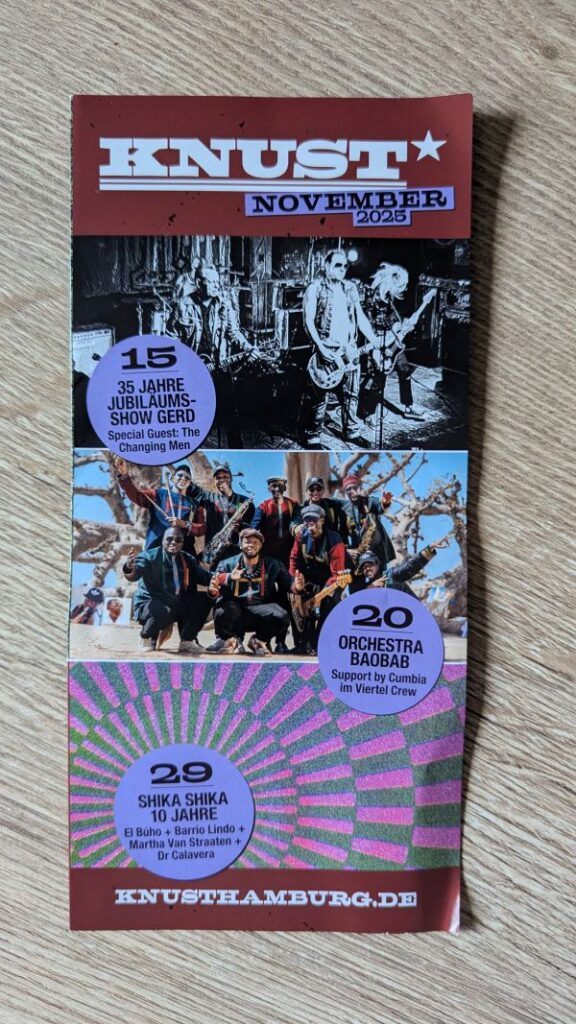 KNUST
NOVEMBER
2025
15
35 JAHRE
JUBILÄUMS-
SHOW GERD
Special Guest: The
Changing Men
20
ORCHESTRA
BAOBAB
Support by Cumbia
im Viertel Crew
29
SHIKA SHIKA
10 JAHRE
El Búho + Barrio Lindo +
Martha Van Straaten +
Dr Calavera
KNUSTHAMBURG.DE